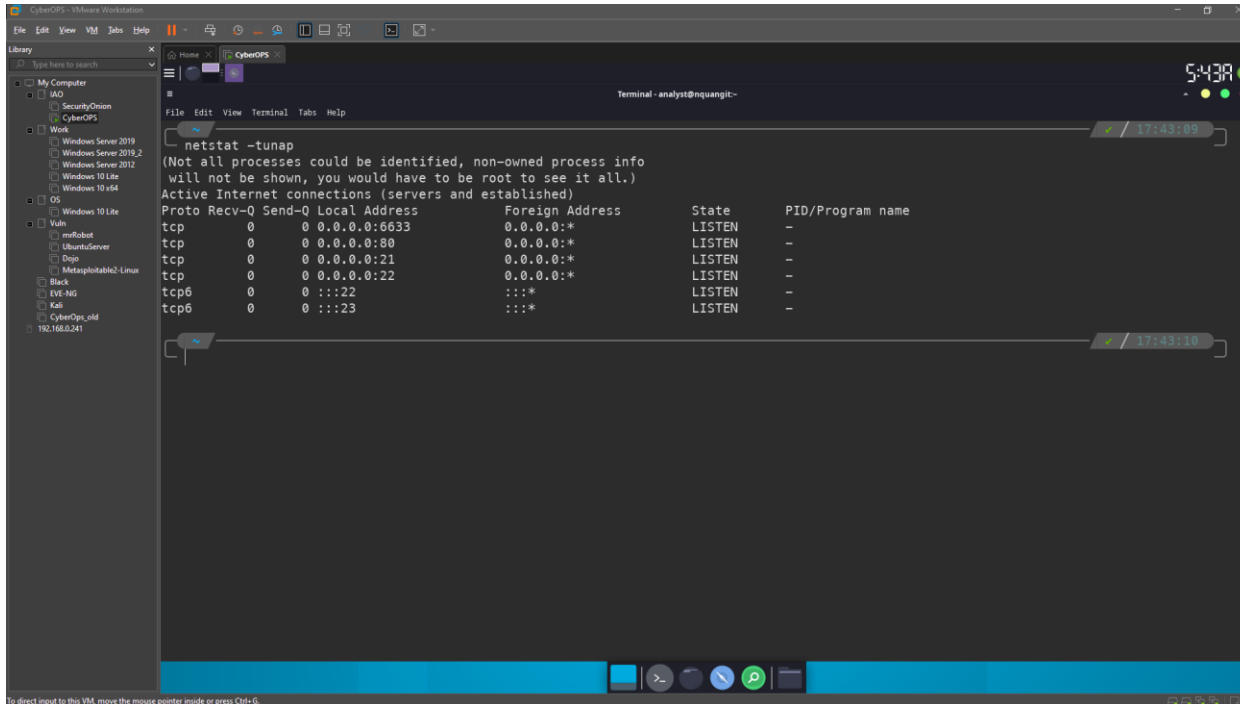 CyberOPS - VMware Workstation
File Edit View VM Tabs Help
Library
Type here to search
My Computer
IAO
SecurityOnion
CyberOPS
Work
Windows Server 2019
Windows Server 2019_2
Windows Server 2012
Windows 10 Lite
Windows 10 x64
OS
Windows 10 Lite
Vuln
mrRobot
UbuntuServer
Dojo
Metasploitable2-Linux
Black
EVE-NG
Kali
CyberOps_old
192.168.0.241
Home
CyberOPS
Terminal - analyst@nquangit:~
File Edit View Terminal Tabs Help
~ ✓ / 17:43:09
netstat -tunap
(Not all processes could be identified, non-owned process info
will not be shown, you would have to be root to see it all.)
Active Internet connections (servers and established)
Proto Recv-Q Send-Q Local Address Foreign Address State PID/Program name
tcp 0 0 0.0.0.0:6633 0.0.0.0:* LISTEN -
tcp 0 0 0.0.0.0:80 0.0.0.0:* LISTEN -
tcp 0 0 0.0.0.0:21 0.0.0.0:* LISTEN -
tcp 0 0 0.0.0.0:22 0.0.0.0:* LISTEN -
tcp6 0 0 :::22 :::* LISTEN -
tcp6 0 0 :::23 :::* LISTEN -
~ ✓ / 17:43:10
To direct input to this VM, move the mouse pointer inside or press Ctrl+G.